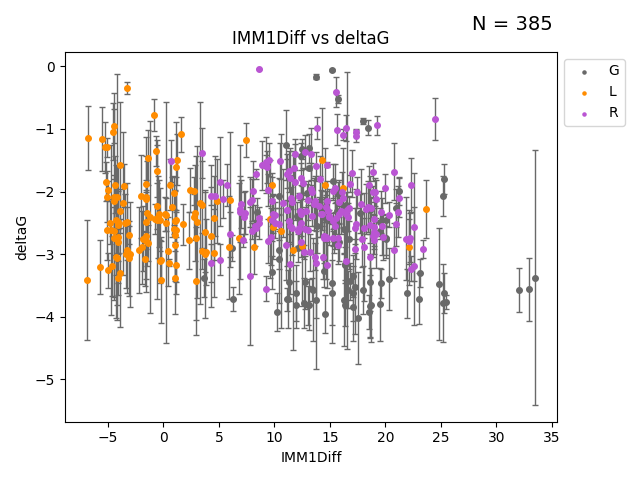 N = 385
IMM1Diff vs deltaG
G
L
R
0
−1
−2
−3
−4
−5
deltaG
−5 0 5 10 15 20 25 30 35
IMM1Diff